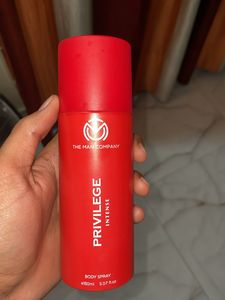 THE MAN COMPANY
PRIVILEGE
INTENSE
BODY SPRAY